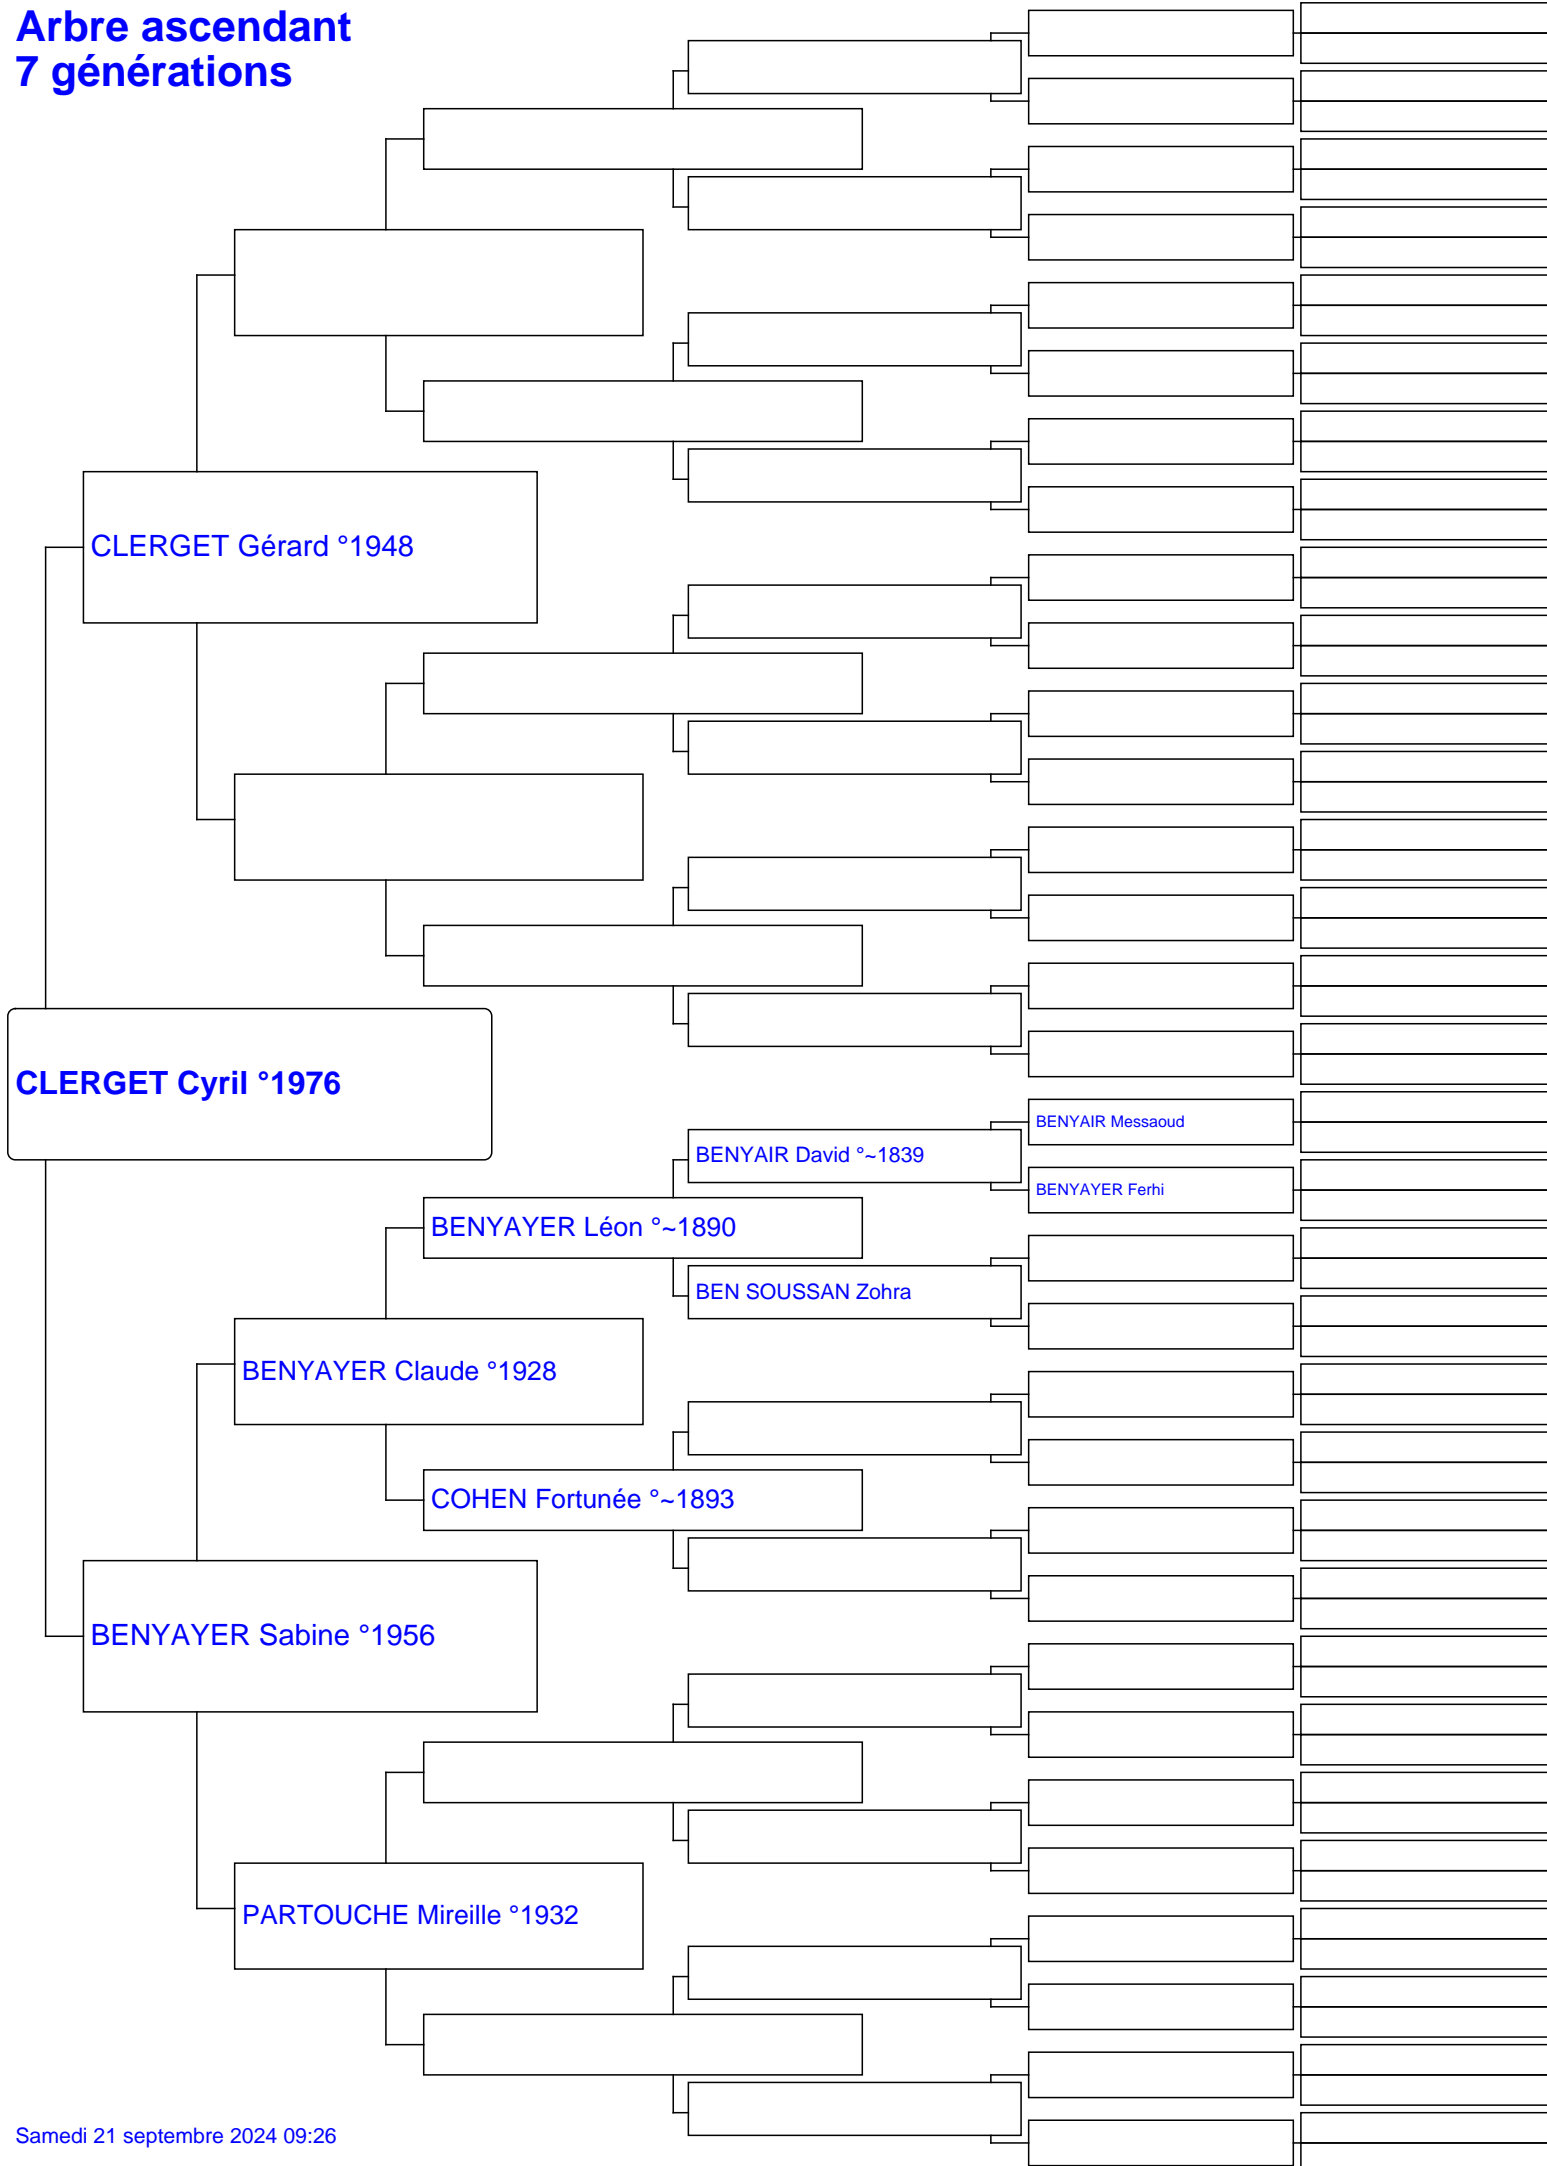 Arbre ascendant
7 générations
CLERGET Gérard °1948
CLERGET Cyril °1976
BENYAIR Messaoud
BENYAIR David °~1839
BENYAYER Ferhi
BENYAYER Léon °~1890
BEN SOUSSAN Zohra
BENYAYER Claude °1928
COHEN Fortunée °~1893
BENYAYER Sabine °1956
PARTOUCHE Mireille °1932
Samedi 21 septembre 2024 09:26